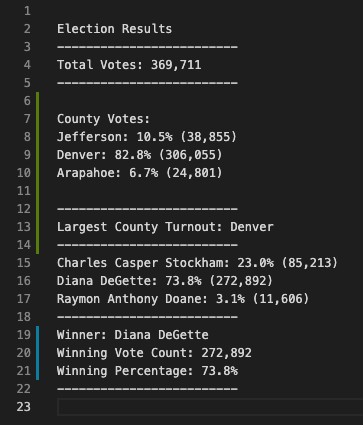 1
2 Election Results
3 -------------------------
4 Total Votes: 369,711
5 -------------------------
6
7 County Votes:
8 Jefferson: 10.5% (38,855)
9 Denver: 82.8% (306,055)
10 Arapahoe: 6.7% (24,801)
11
12 -------------------------
13 Largest County Turnout: Denver
14 -------------------------
15 Charles Casper Stockham: 23.0% (85,213)
16 Diana DeGette: 73.8% (272,892)
17 Raymon Anthony Doane: 3.1% (11,606)
18 -------------------------
19 Winner: Diana DeGette
20 Winning Vote Count: 272,892
21 Winning Percentage: 73.8%
22 -------------------------
23